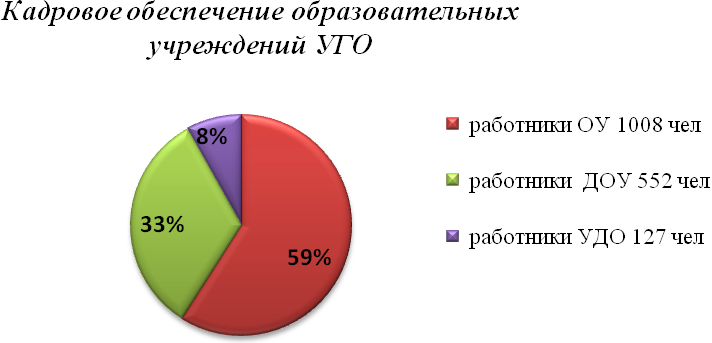 Кадровое обеспечение образовательных
учреждений УГО
8%
33%
59%
работники ОУ 1008 чел
работники ДОУ 552 чел
работники УДО 127 чел